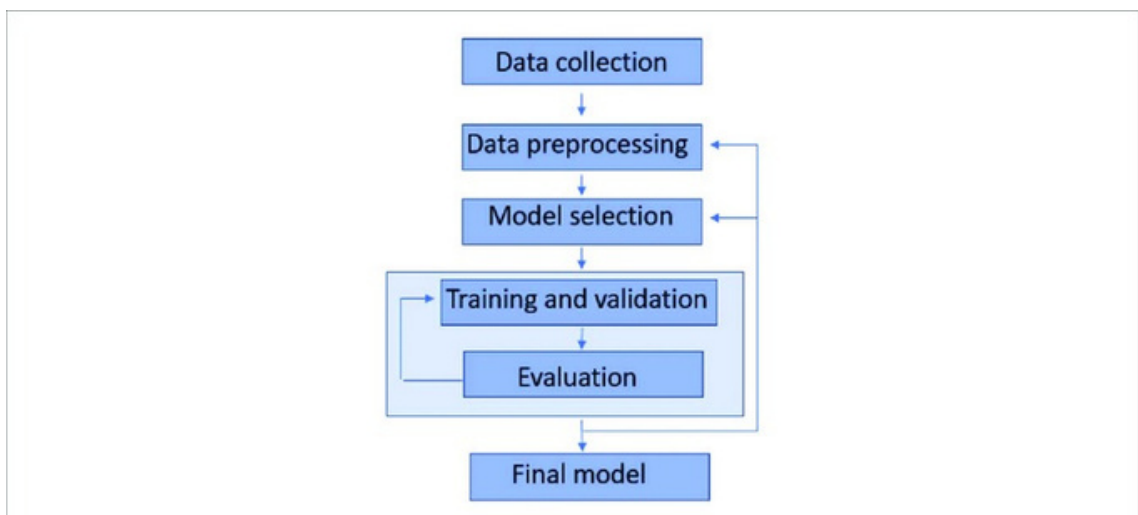 Data collection
Data preprocessing
Model selection
Training and validation
Evaluation
Final model